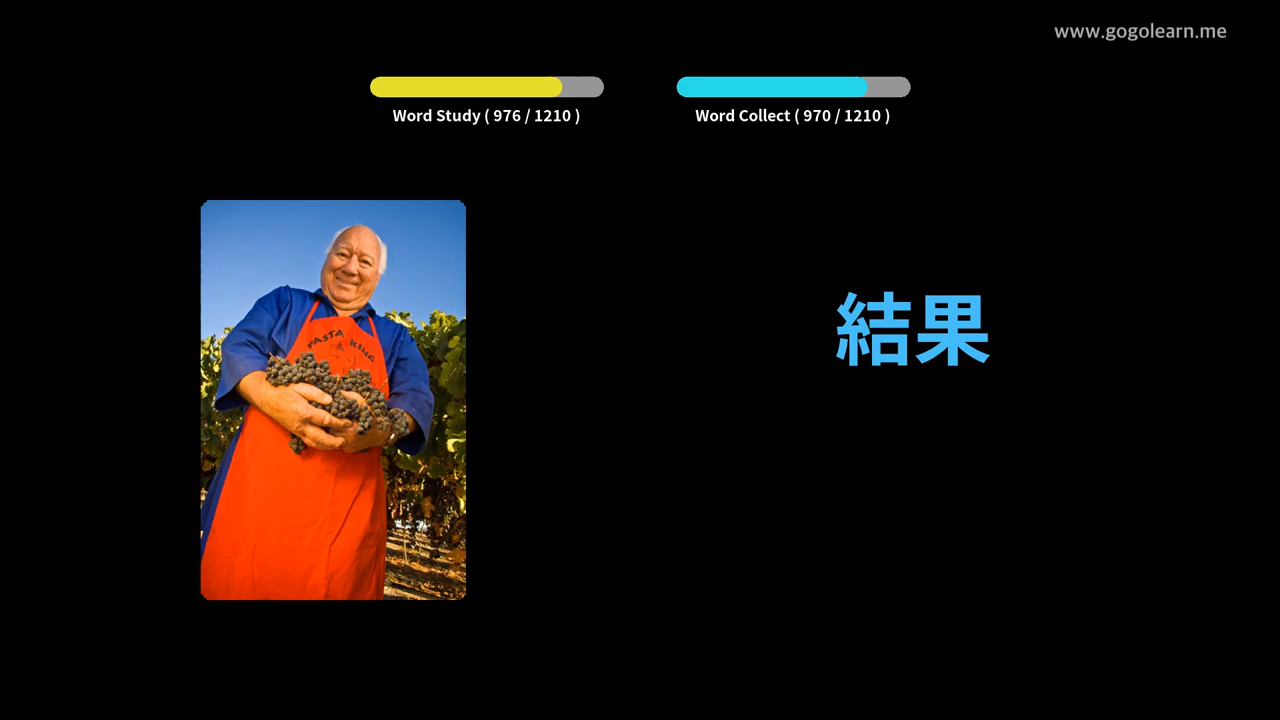 www.gogolearn.me
Word Study ( 976 / 1210 )
Word Collect ( 970 / 1210 )
PASTA KING
結果